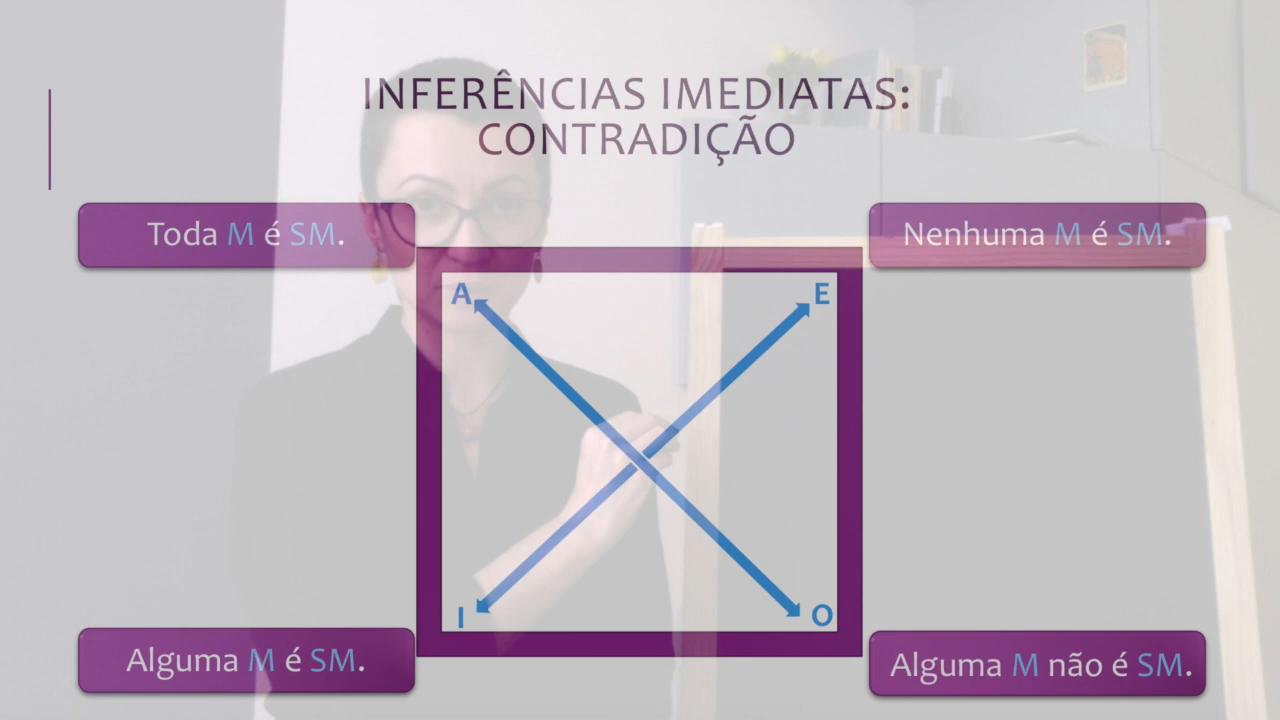 INFERÊNCIAS IMEDIATAS:
CONTRADIÇÃO
Toda M é SM.
Nenhuma M é SM.
A
E
I
O
Alguma M é SM.
Alguma M não é SM.